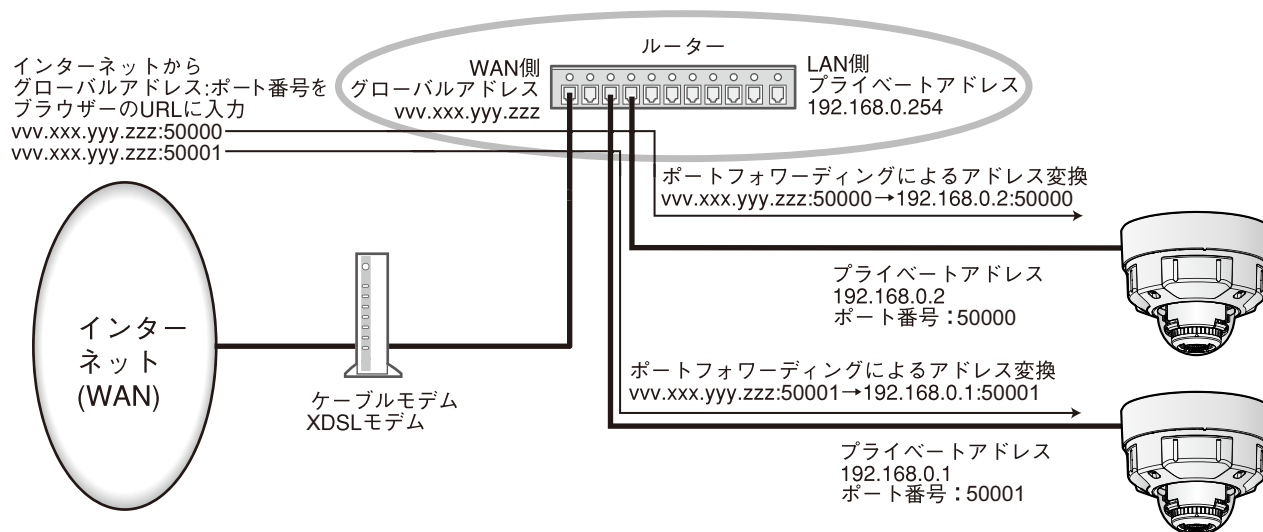 ルーター
インターネットから
グローバルアドレス:ポート番号を
ブラウザーのURLに入力
vvv.xxx.yyy.zzz:50000
vvv.xxx.yyy.zzz:50001
WAN側
グローバルアドレス
vvv.xxx.yyy.zzz
LAN側
プライベートアドレス
192.168.0.254
ポートフォワーディングによるアドレス変換
vvv.xxx.yyy.zzz:50000→192.168.0.2:50000
プライベートアドレス
192.168.0.2
ポート番号：50000
インター
ネット
(WAN)
ケーブルモデム
XDSLモデム
ポートフォワーディングによるアドレス変換
vvv.xxx.yyy.zzz:50001→192.168.0.1:50001
プライベートアドレス
192.168.0.1
ポート番号：50001